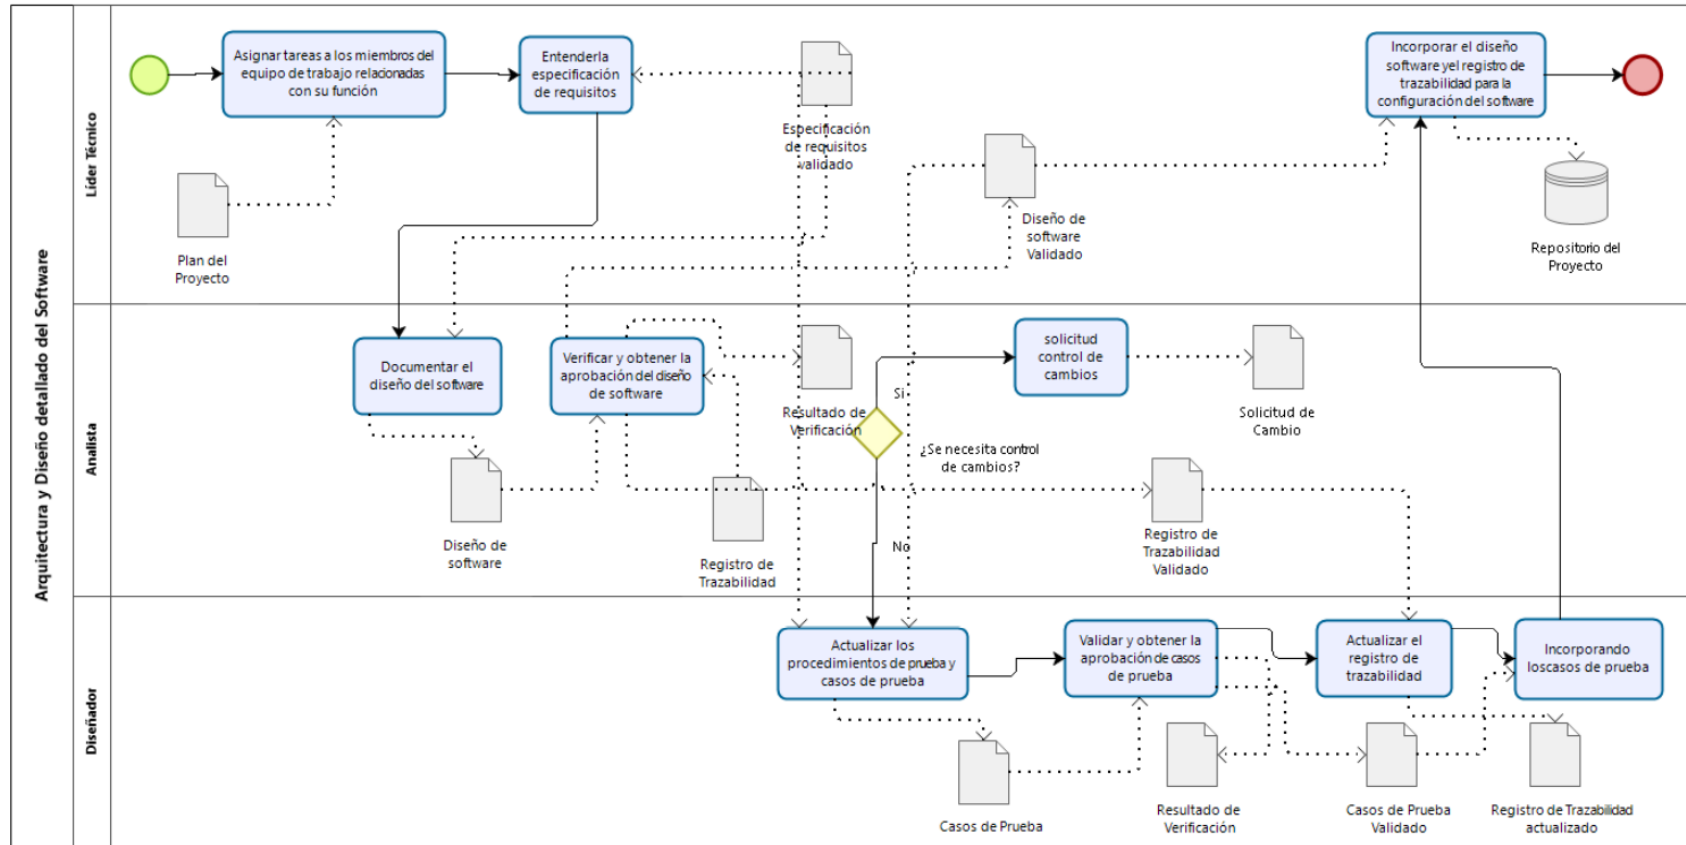 Arquitectura y Diseño detallado del Software
Líder Técnico
Asignar tareas a los miembros del
equipo de trabajo relacionadas
con su función
Entenderla
especificación
de requisitos
Especificación
de requisitos
validado
Incorporar el diseño
software yel registro de
trazabilidad para la
configuración del software
Plan del
Proyecto
Diseño de
software
Validado
Repositorio del
Proyecto
Analista
Documentar el
diseño del software
Verificar y obtener la
aprobación del diseño
de software
Resultado de
Verificación
solicitud
control de
cambios
Solicitud de
Cambio
Si
¿Se necesita control
de cambios?
No
Diseño de
software
Registro de
Trazabilidad
Registro de
Trazabilidad
Validado
Diseñador
Actualizar los
procedimientos de prueba y
casos de prueba
Validar y obtener la
aprobación de casos
de prueba
Actualizar el
registro de
trazabilidad
Incorporando
loscasos de prueba
Casos de Prueba
Resultado de
Verificación
Casos de Prueba
Validado
Registro de Trazabilidad
actualizado